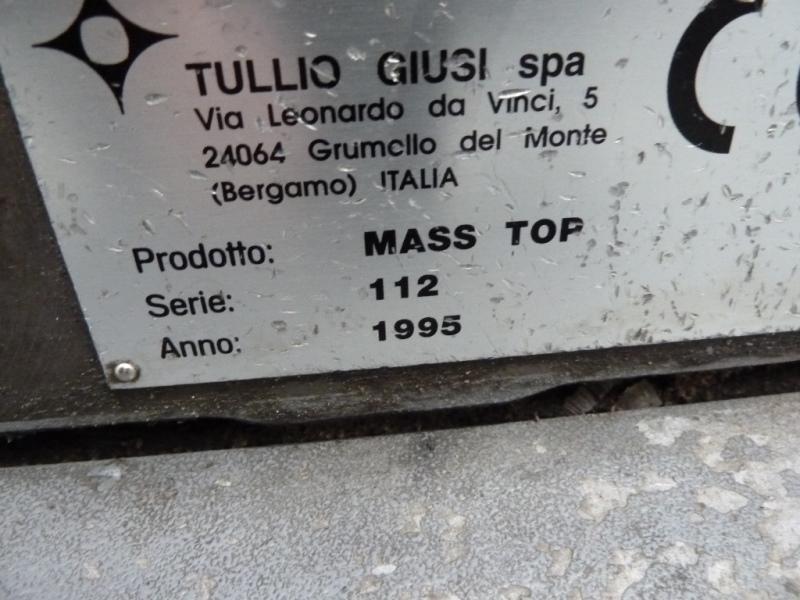 TULLIO GIUSI spa
Via Leonardo da Vinci, 5
24064 Grumello del Monte
(Bergamo) ITALIA
Prodotto: MASS TOP
Serie: 112
Anno: 1995